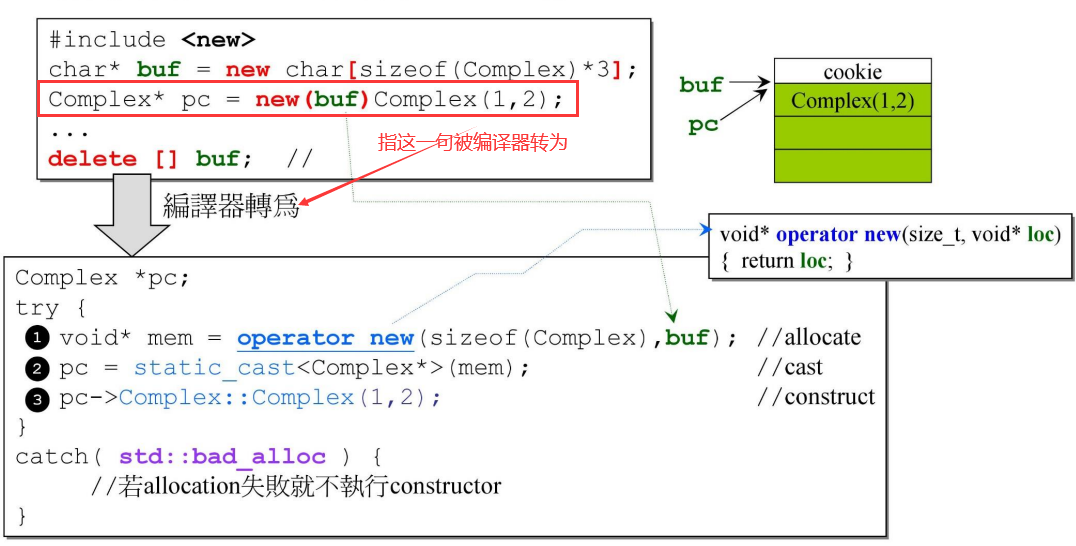 #include <new>
char* buf = new char[sizeof(Complex)*3];
Complex* pc = new(buf)Complex(1,2);
...
delete [] buf;  //
指这一句被编译器转为
編譯器轉爲
buf
pc
cookie
Complex(1,2)
void* operator new(size_t, void* loc)
{ return loc; }
Complex *pc;
try {
1 void* mem = operator new(sizeof(Complex),buf); //allocate
2 pc = static_cast<Complex*>(mem); //cast
3 pc->Complex::Complex(1,2); //construct
}
catch( std::bad_alloc ) {
//若allocation失敗就不執行constructor
}